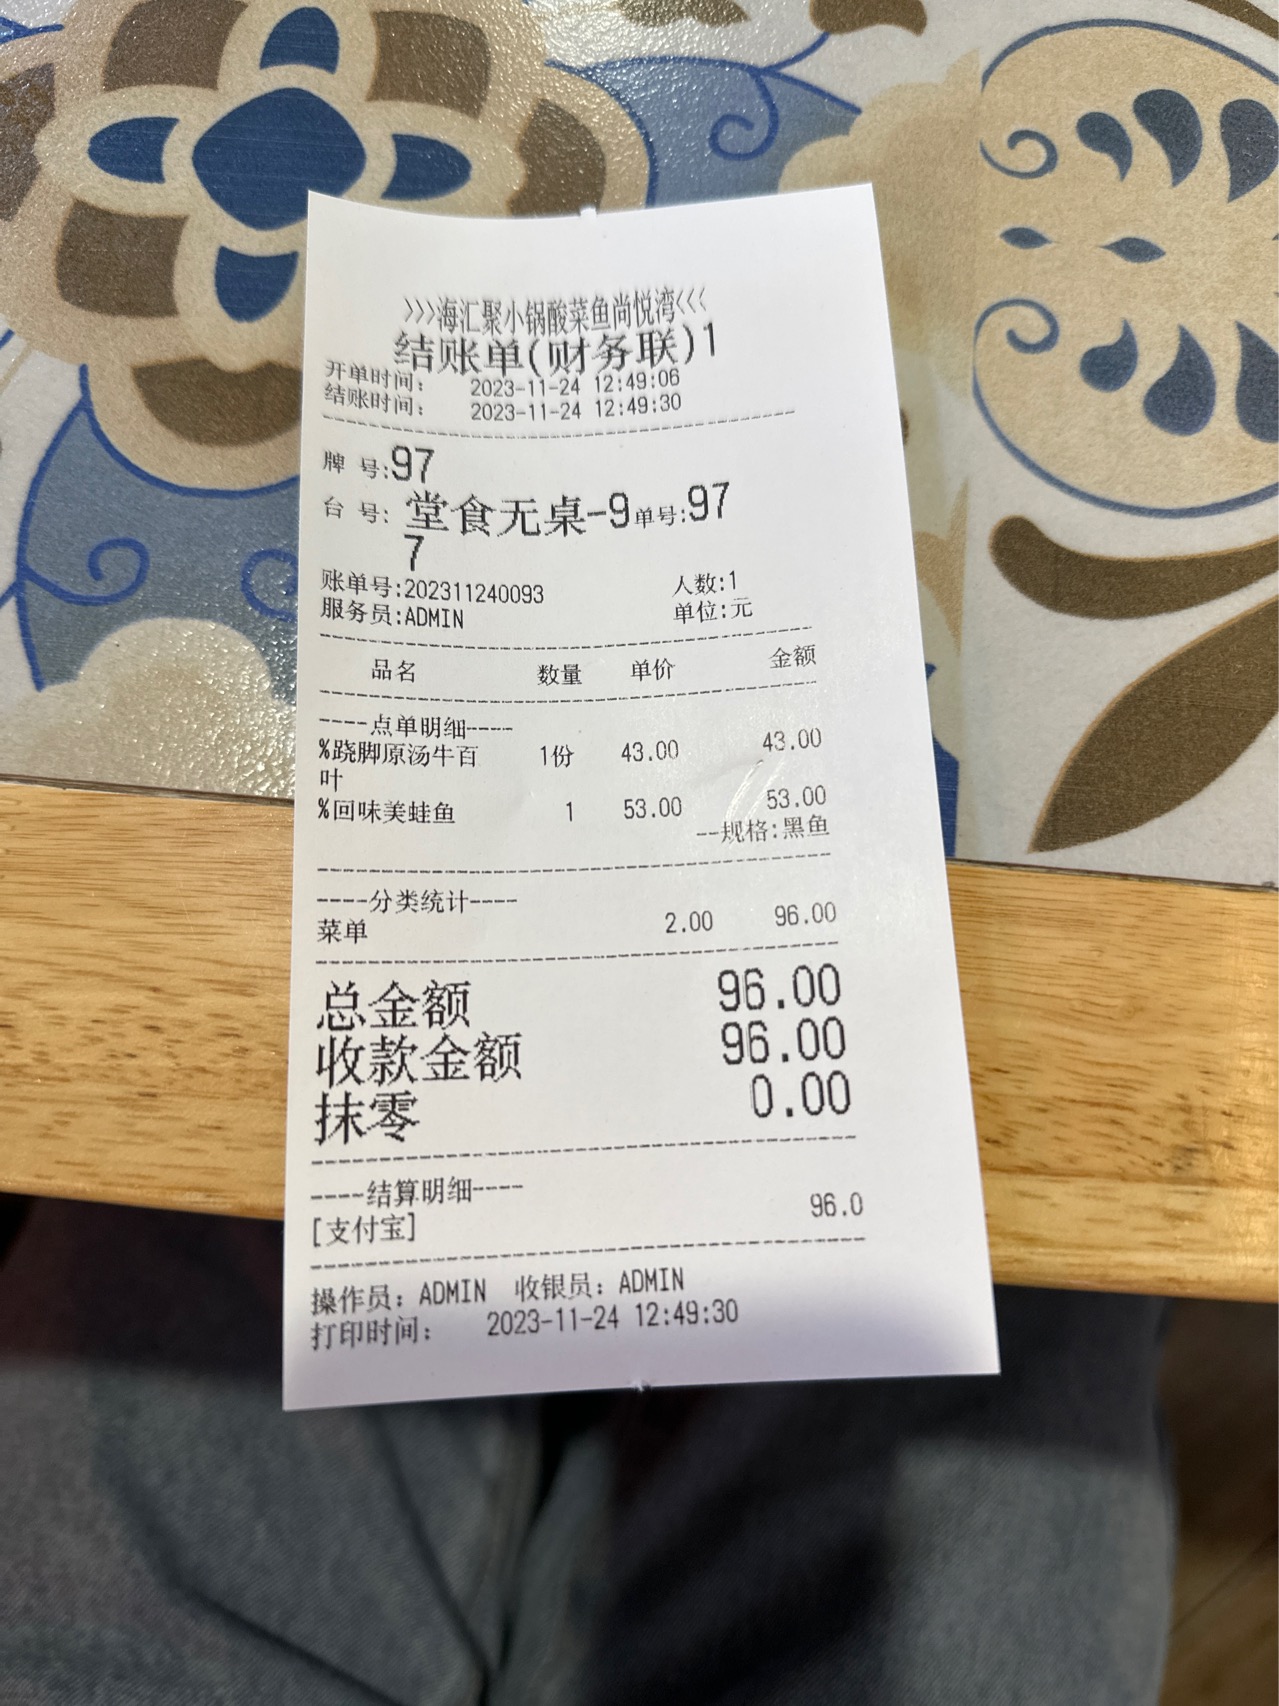 >>>海汇聚小锅酸菜鱼尚悦湾<<<
结账单(财务联)1
开单时间: 2023-11-24 12:49:06
结账时间: 2023-11-24 12:49:30
牌 号:97
台 号: 堂食无桌-9单号:97
7
账单号:202311240093 人数:1
服务员:ADMIN 单位:元
品名 数量 单价 金额
----点单明细----
%跷脚原汤牛百 1份 43.00 43.00
叶
%回味美蛙鱼 1 53.00 53.00
--规格:黑鱼
----分类统计----
菜单 2.00 96.00
总金额 96.00
收款金额 96.00
抹零 0.00
----结算明细----
[支付宝] 96.0
操作员: ADMIN 收银员: ADMIN
打印时间: 2023-11-24 12:49:30